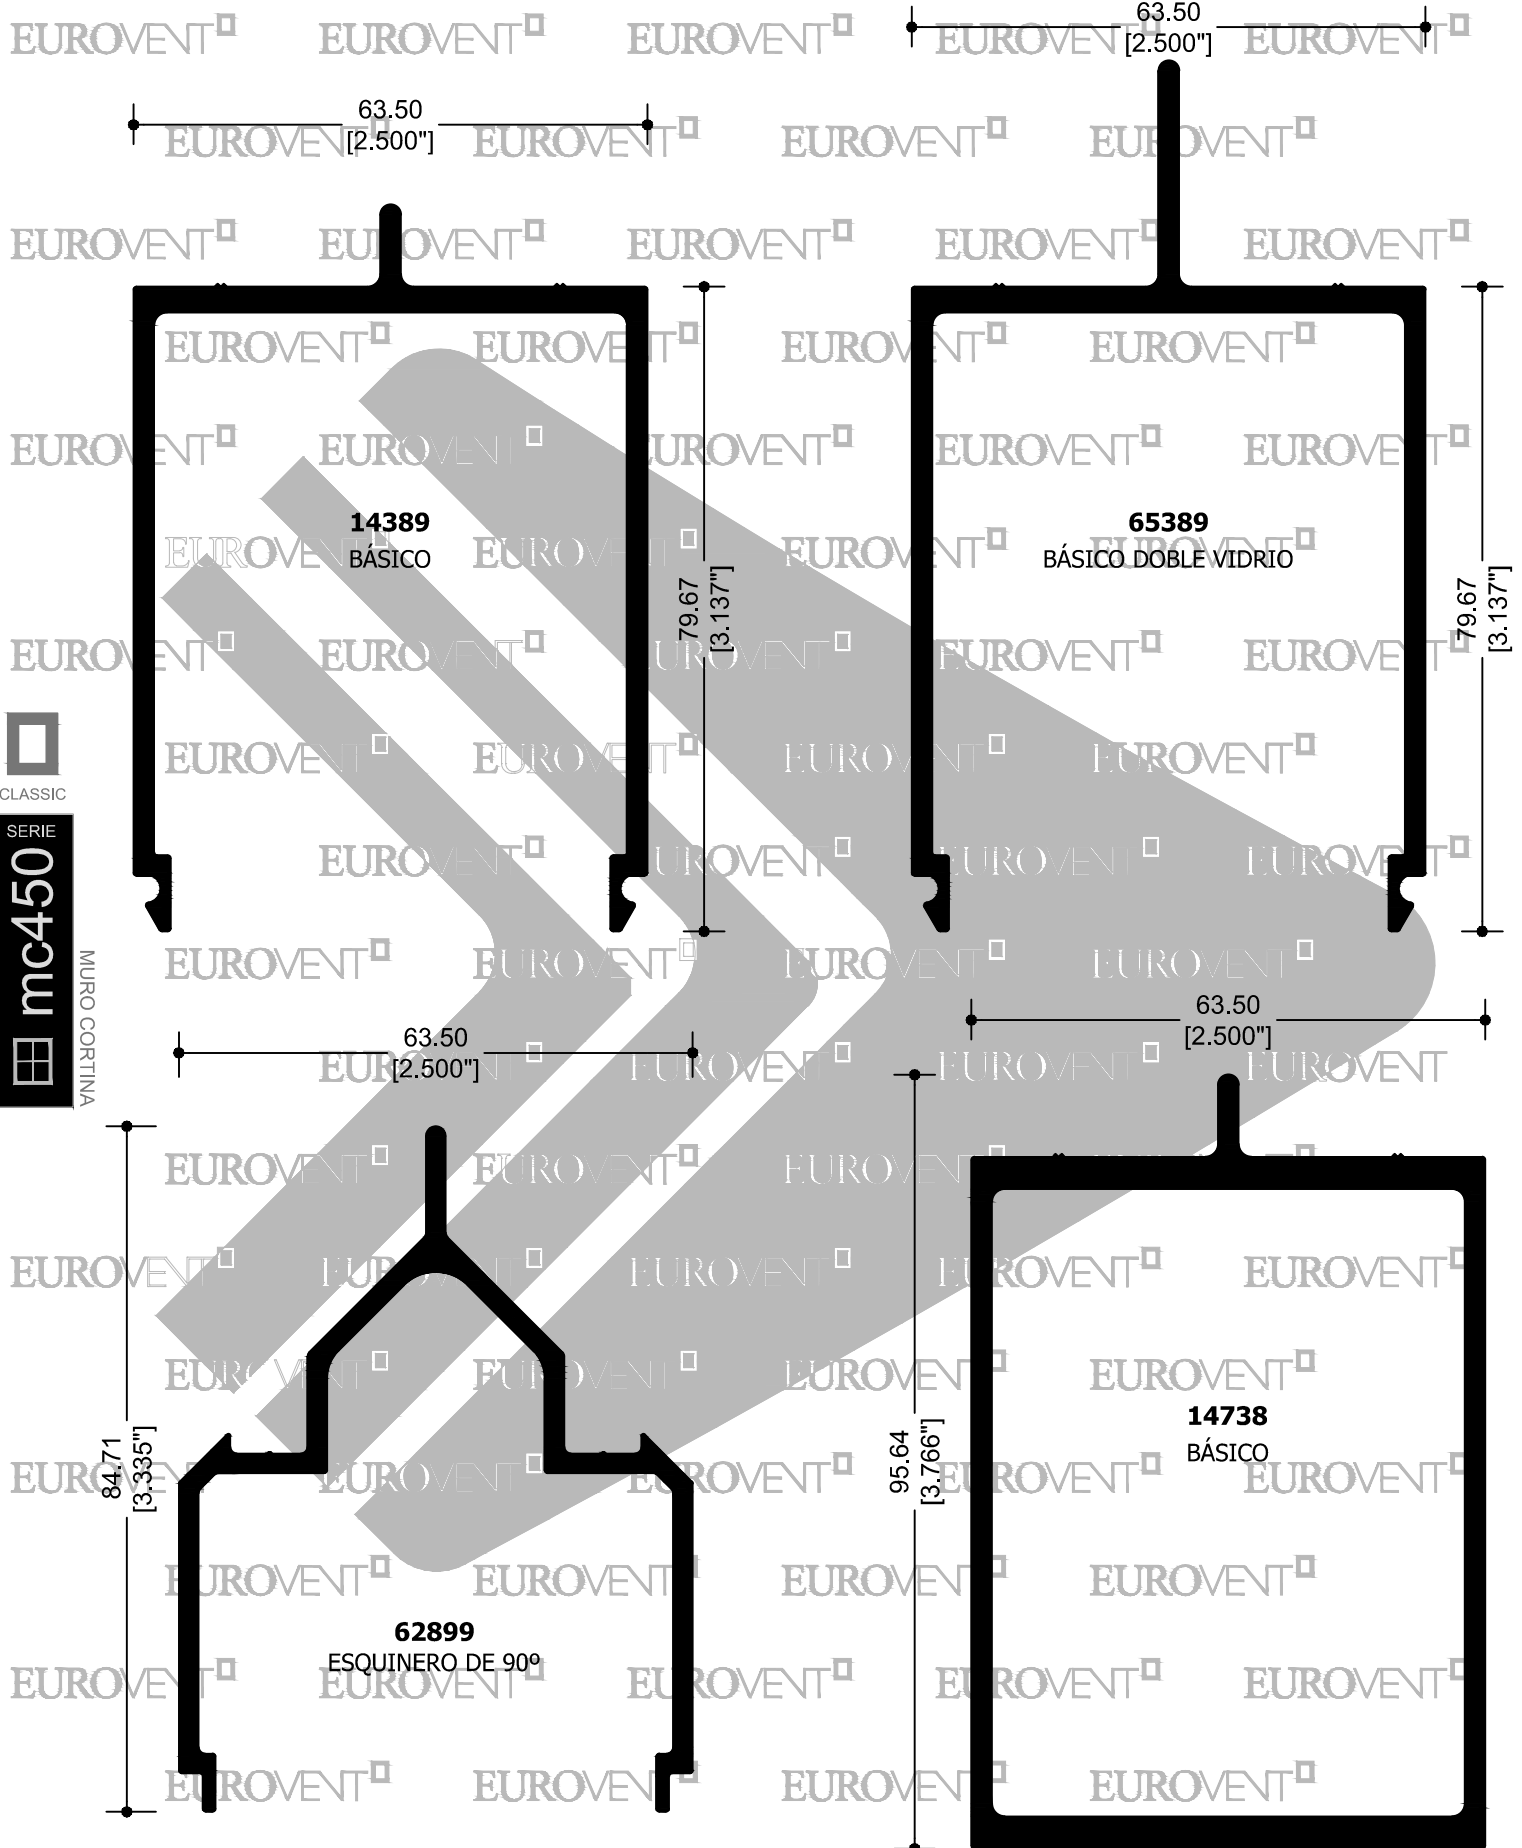 63.50
[2.500"]
63.50
[2.500"]
14389
BÁSICO
79.67
[3.137"]
65389
BÁSICO DOBLE VIDRIO
79.67
[3.137"]
CLASSIC
SERIE
mc450
MURO CORTINA
63.50
[2.500"]
84.71
[3.335"]
62899
ESQUINERO DE 90º
63.50
[2.500"]
95.64
[3.766"]
14738
BÁSICO
EUROVENT